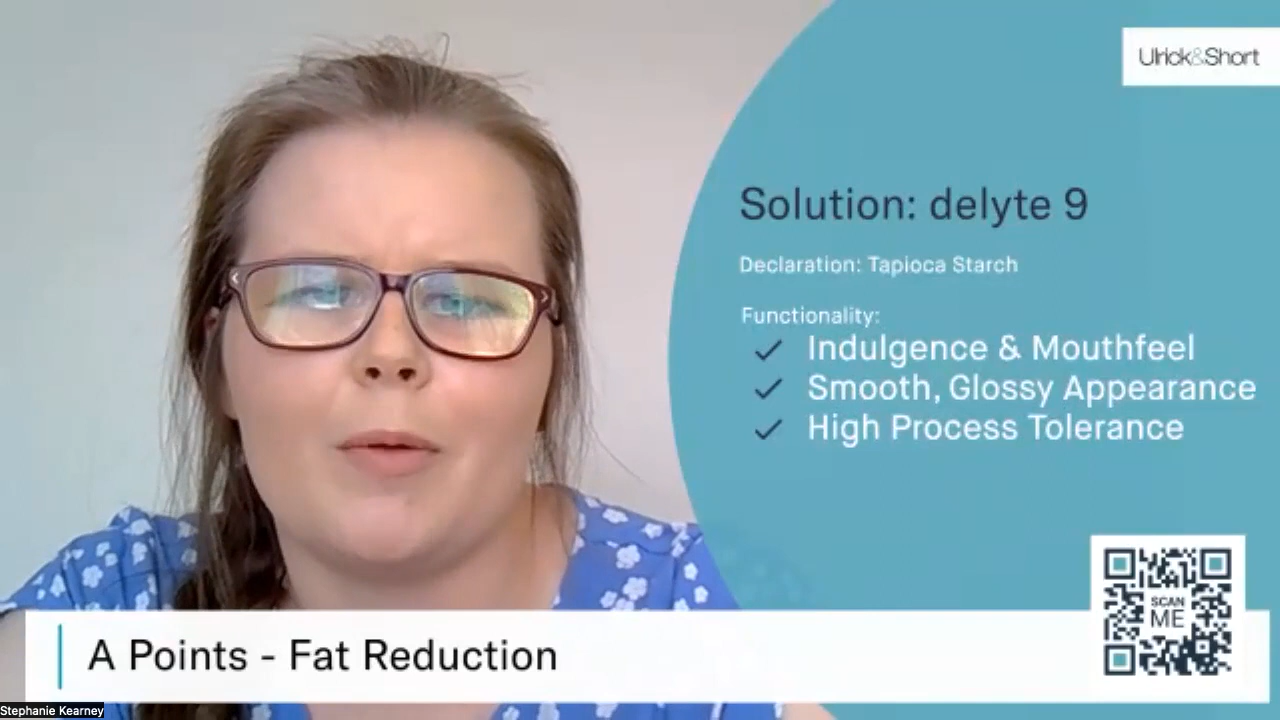 Ulrick&Short
Solution: delyte 9
Declaration: Tapioca Starch
Functionality:
Indulgence & Mouthfeel
Smooth, Glossy Appearance
High Process Tolerance
SCAN
ME
A Points - Fat Reduction
Stephanie Kearney